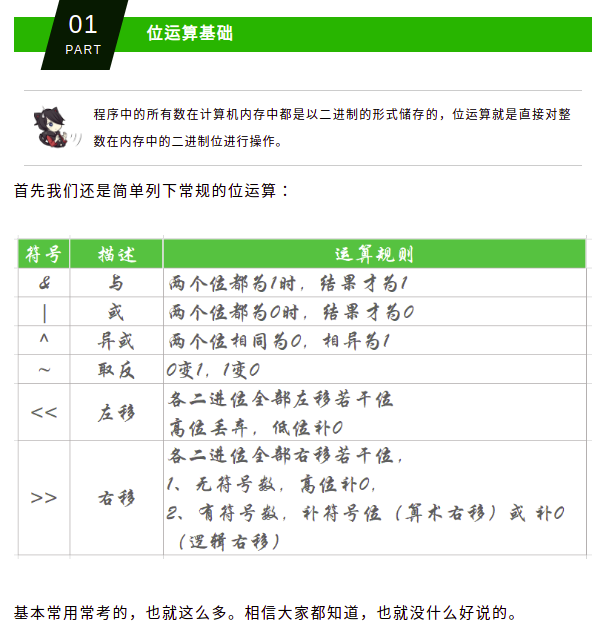 01
PART
位运算基础
程序中的所有数在计算机内存中都是以二进制的形式储存的，位运算就是直接对整
数在内存中的二进制位进行操作。
首先我们还是简单列下常规的位运算：
符号 描述 运算规则
& 与 两个位都为1时，结果才为1
| 或 两个位都为0时，结果才为0
^ 异或 两个位相同为0，相异为1
~ 取反 0变1，1变0
<< 左移 各二进位全部左移若干位
高位丢弃，低位补0
>> 右移 各二进位全部右移若干位，
1、无符号数，高位补0，
2、有符号数，补符号位（算术右移）或 补0
（逻辑右移）
基本常用常考的，也就这么多。相信大家都知道，也就没什么好说的。